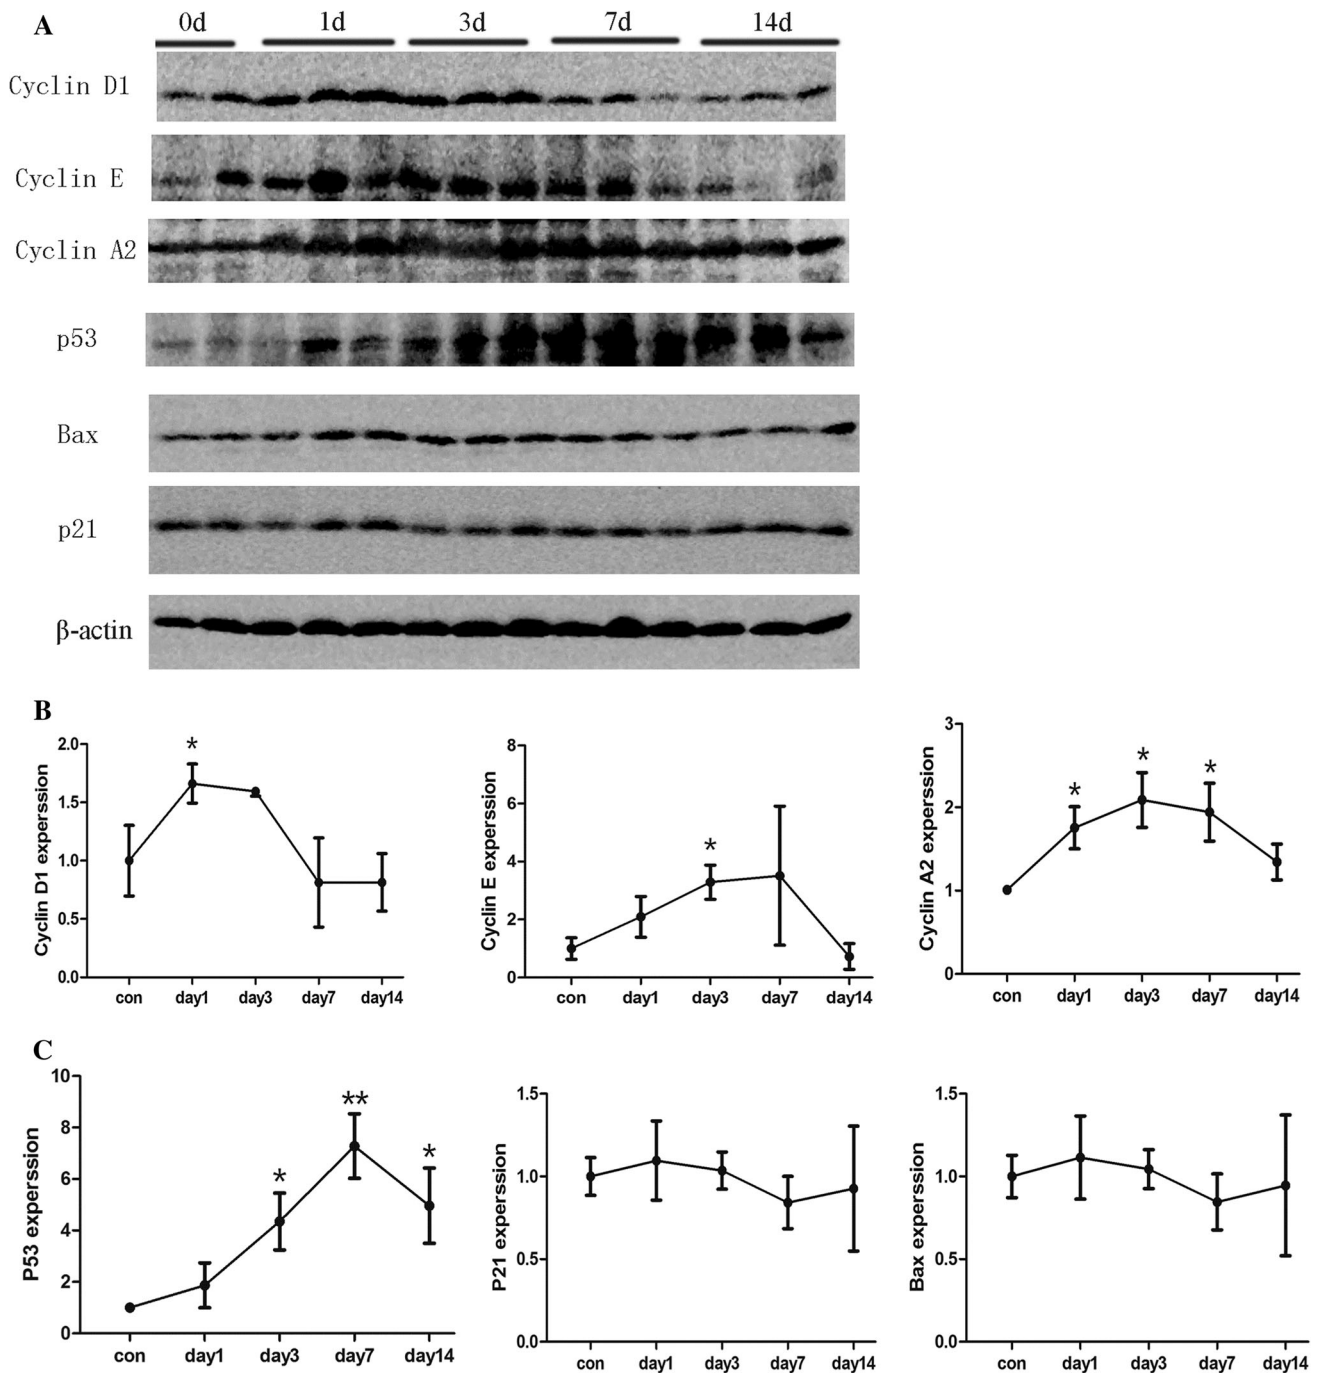 A
0d 1d 3d 7d 14d
Cyclin D1
Cyclin E
Cyclin A2
p53
Bax
p21
β-actin
B
Cyclin D1 experssion
2.0
1.5
1.0
0.5
0.0
*
con day1 day3 day7 day14
Cyclin E experssion
8
6
4
2
0
*
con day1 day3 day7 day14
Cyclin A2 experssion
3
2
1
0
* * *
con day1 day3 day7 day14
C
P53 experssion
10
8
6
4
2
0
* ** *
con day1 day3 day7 day14
P21 experssion
1.5
1.0
0.5
0.0
con day1 day3 day7 day14
Bax experssion
1.5
1.0
0.5
0.0
con day1 day3 day7 day14